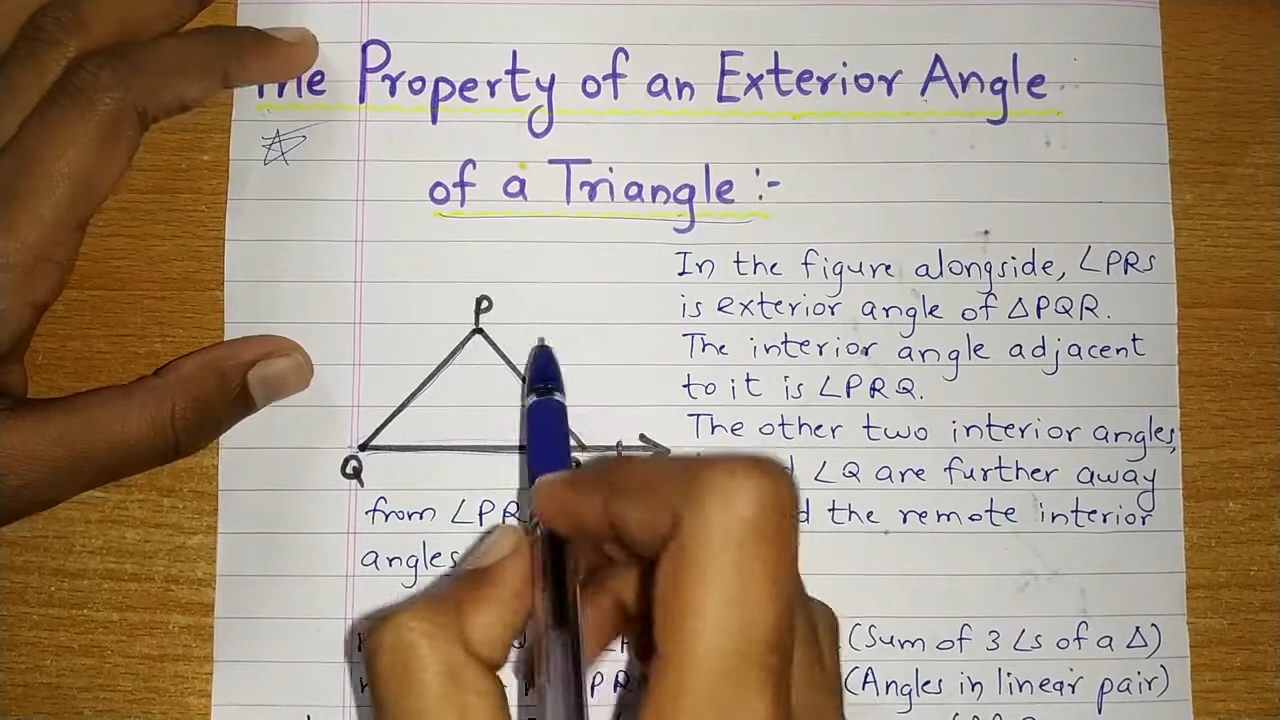 The Property of an Exterior Angle
of a Triangle :-
In the figure alongside, ∠PRS
is exterior angle of ΔPQR.
The interior angle adjacent
to it is ∠PRQ.
The other two interior angles,
∠Q are further away
from ∠PR
the remote interior
angles
(Sum of 3 ∠s of a Δ)
PR
(Angles in linear pair)
P
Q